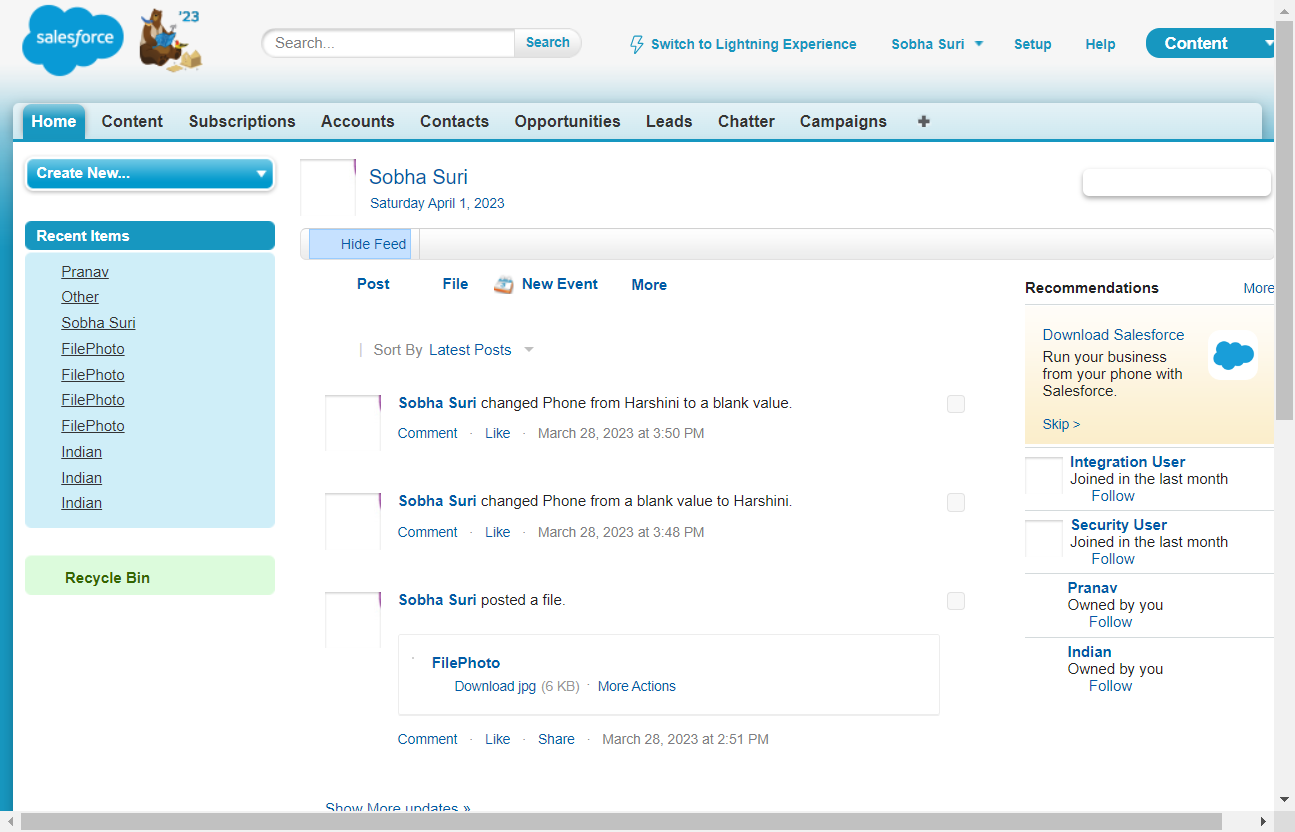 salesforce
'23
Search...
Search
Switch to Lightning Experience
Sobha Suri
Setup
Help
Content
Home
Content
Subscriptions
Accounts
Contacts
Opportunities
Leads
Chatter
Campaigns
Create New...
Recent Items
Pranav
Other
Sobha Suri
FilePhoto
FilePhoto
FilePhoto
FilePhoto
Indian
Indian
Indian
Recycle Bin
Sobha Suri
Saturday April 1, 2023
Hide Feed
Post
File
New Event
More
| Sort By Latest Posts
Sobha Suri changed Phone from Harshini to a blank value.
Comment · Like · March 28, 2023 at 3:50 PM
Sobha Suri changed Phone from a blank value to Harshini.
Comment · Like · March 28, 2023 at 3:48 PM
Sobha Suri posted a file.
FilePhoto
Download jpg (6 KB) · More Actions
Comment · Like · Share · March 28, 2023 at 2:51 PM
Show More updates »
Recommendations
More
Download Salesforce
Run your business
from your phone with
Salesforce.
Skip >
Integration User
Joined in the last month
Follow
Security User
Joined in the last month
Follow
Pranav
Owned by you
Follow
Indian
Owned by you
Follow